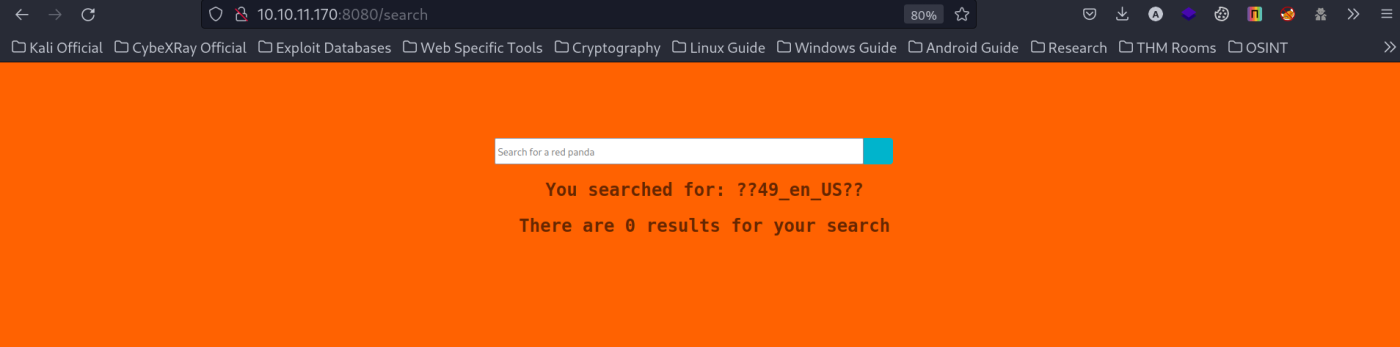 10.10.11.170:8080/search
80%
Kali Official CybeXRay Official Exploit Databases Web Specific Tools Cryptography Linux Guide Windows Guide Android Guide Research THM Rooms OSINT
Search for a red panda
You searched for: ??49_en_US??
There are 0 results for your search